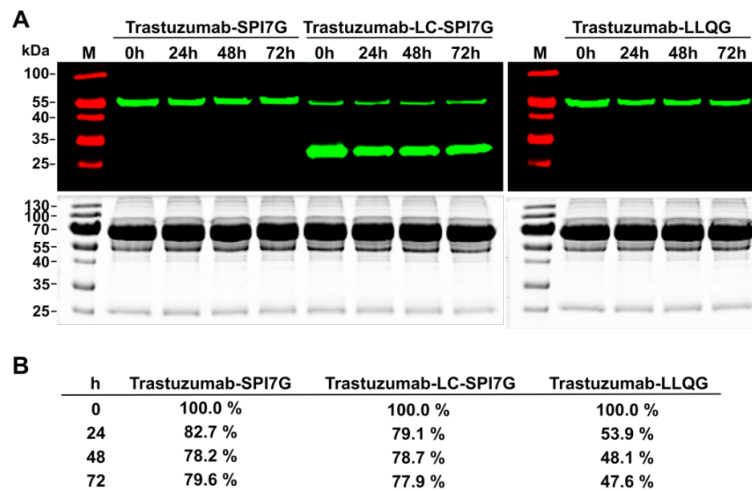 A
Trastuzumab-SPI7G Trastuzumab-LC-SPI7G Trastuzumab-LLQG
kDa M 0h 24h 48h 72h 0h 24h 48h 72h M 0h 24h 48h 72h
100-
55-
40-
35-
25-
130-
100-
70-
55-
40-
35-
25-
B
h Trastuzumab-SPI7G Trastuzumab-LC-SPI7G Trastuzumab-LLQG
0 100.0 % 100.0 % 100.0 %
24 82.7 % 79.1 % 53.9 %
48 78.2 % 78.7 % 48.1 %
72 79.6 % 77.9 % 47.6 %